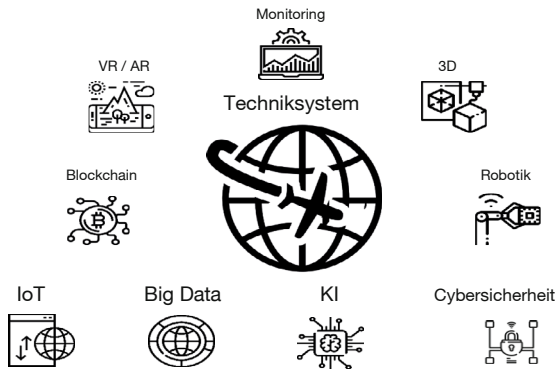 Monitoring
VR / AR
3D
Techniksystem
Blockchain
Robotik
IoT
Big Data
KI
Cybersicherheit